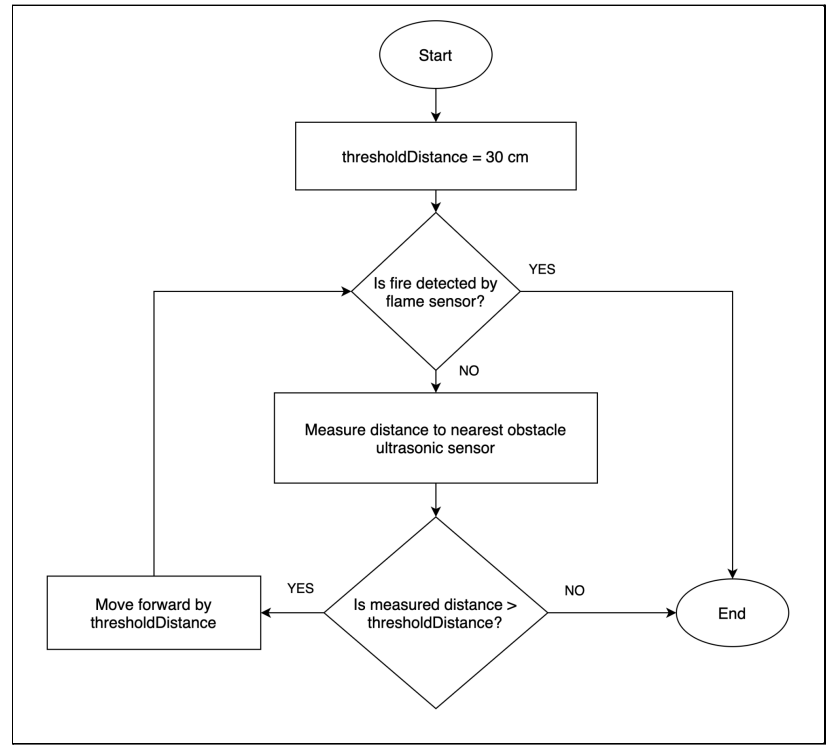 Start
thresholdDistance = 30 cm
Is fire detected by
flame sensor?
YES
NO
Measure distance to nearest obstacle
ultrasonic sensor
Is measured distance >
thresholdDistance?
YES
NO
Move forward by
thresholdDistance
End